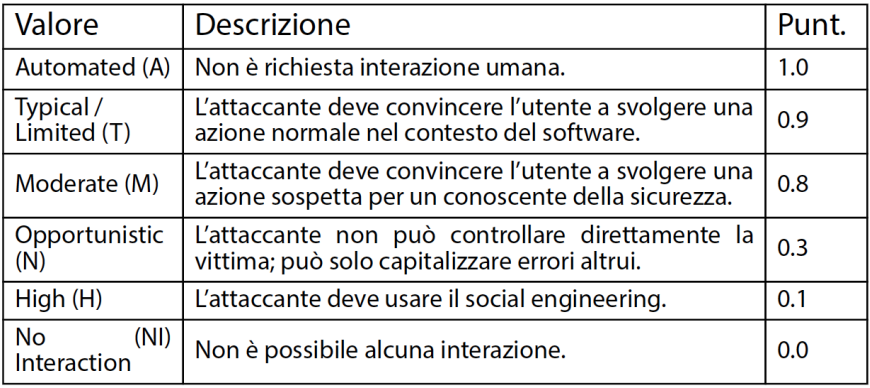 Valore Descrizione Punt.
Automated (A) Non è richiesta interazione umana. 1.0
Typical / Limited (T) L'attaccante deve convincere l'utente a svolgere una
azione normale nel contesto del software. 0.9
Moderate (M) L'attaccante deve convincere l'utente a svolgere una
azione sospetta per un conoscente della sicurezza. 0.8
Opportunistic (N) L'attaccante non può controllare direttamente la
vittima; può solo capitalizzare errori altrui. 0.3
High (H) L'attaccante deve usare il social engineering. 0.1
No (NI)
Interaction Non è possibile alcuna interazione. 0.0